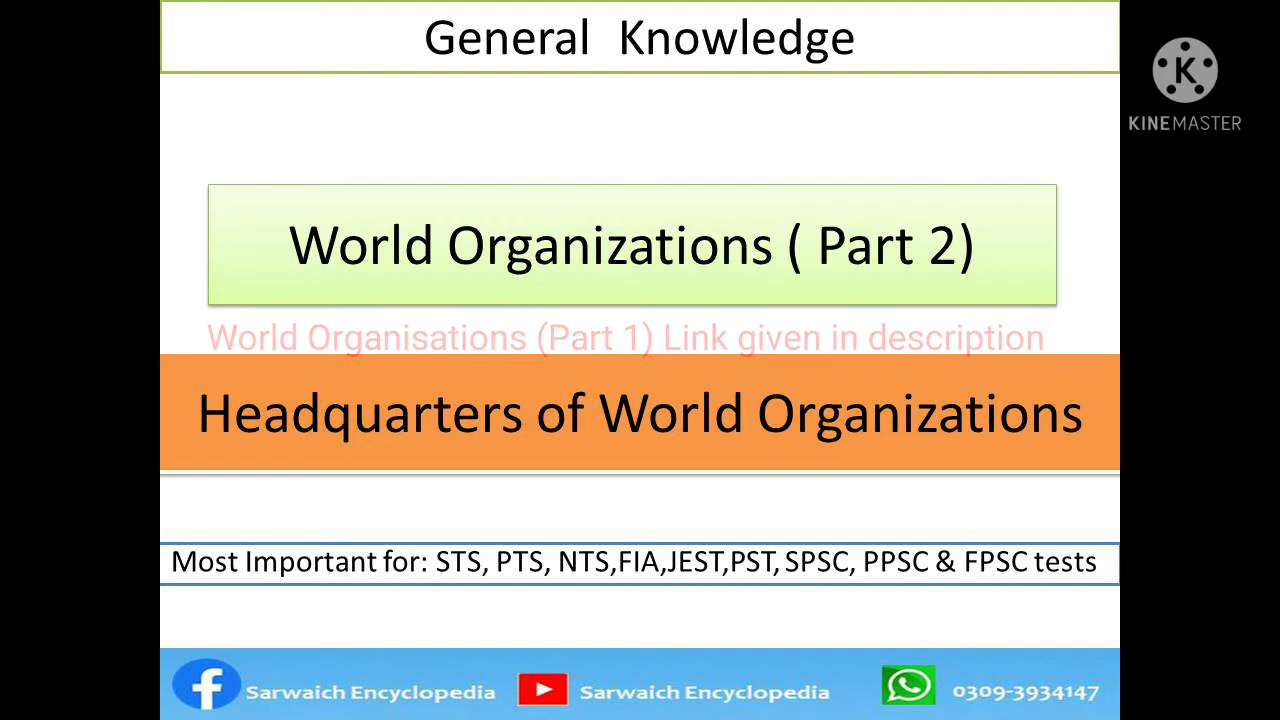 General Knowledge
K
KINEMASTER
World Organizations ( Part 2)
World Organisations (Part 1) Link given in description
Headquarters of World Organizations
Most Important for: STS, PTS, NTS,FIA,JEST,PST, SPSC, PPSC & FPSC tests
Sarwaich Encyclopedia Sarwaich Encyclopedia 0309-3934147